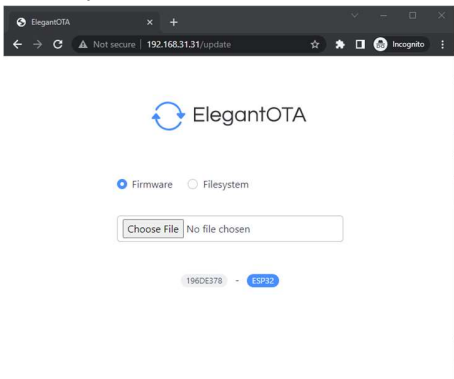 ElegantOTA
Not secure | 192.168.31.31/update
Incognito
ElegantOTA
Firmware Filesystem
Choose File No file chosen
196DE378 - ESP32